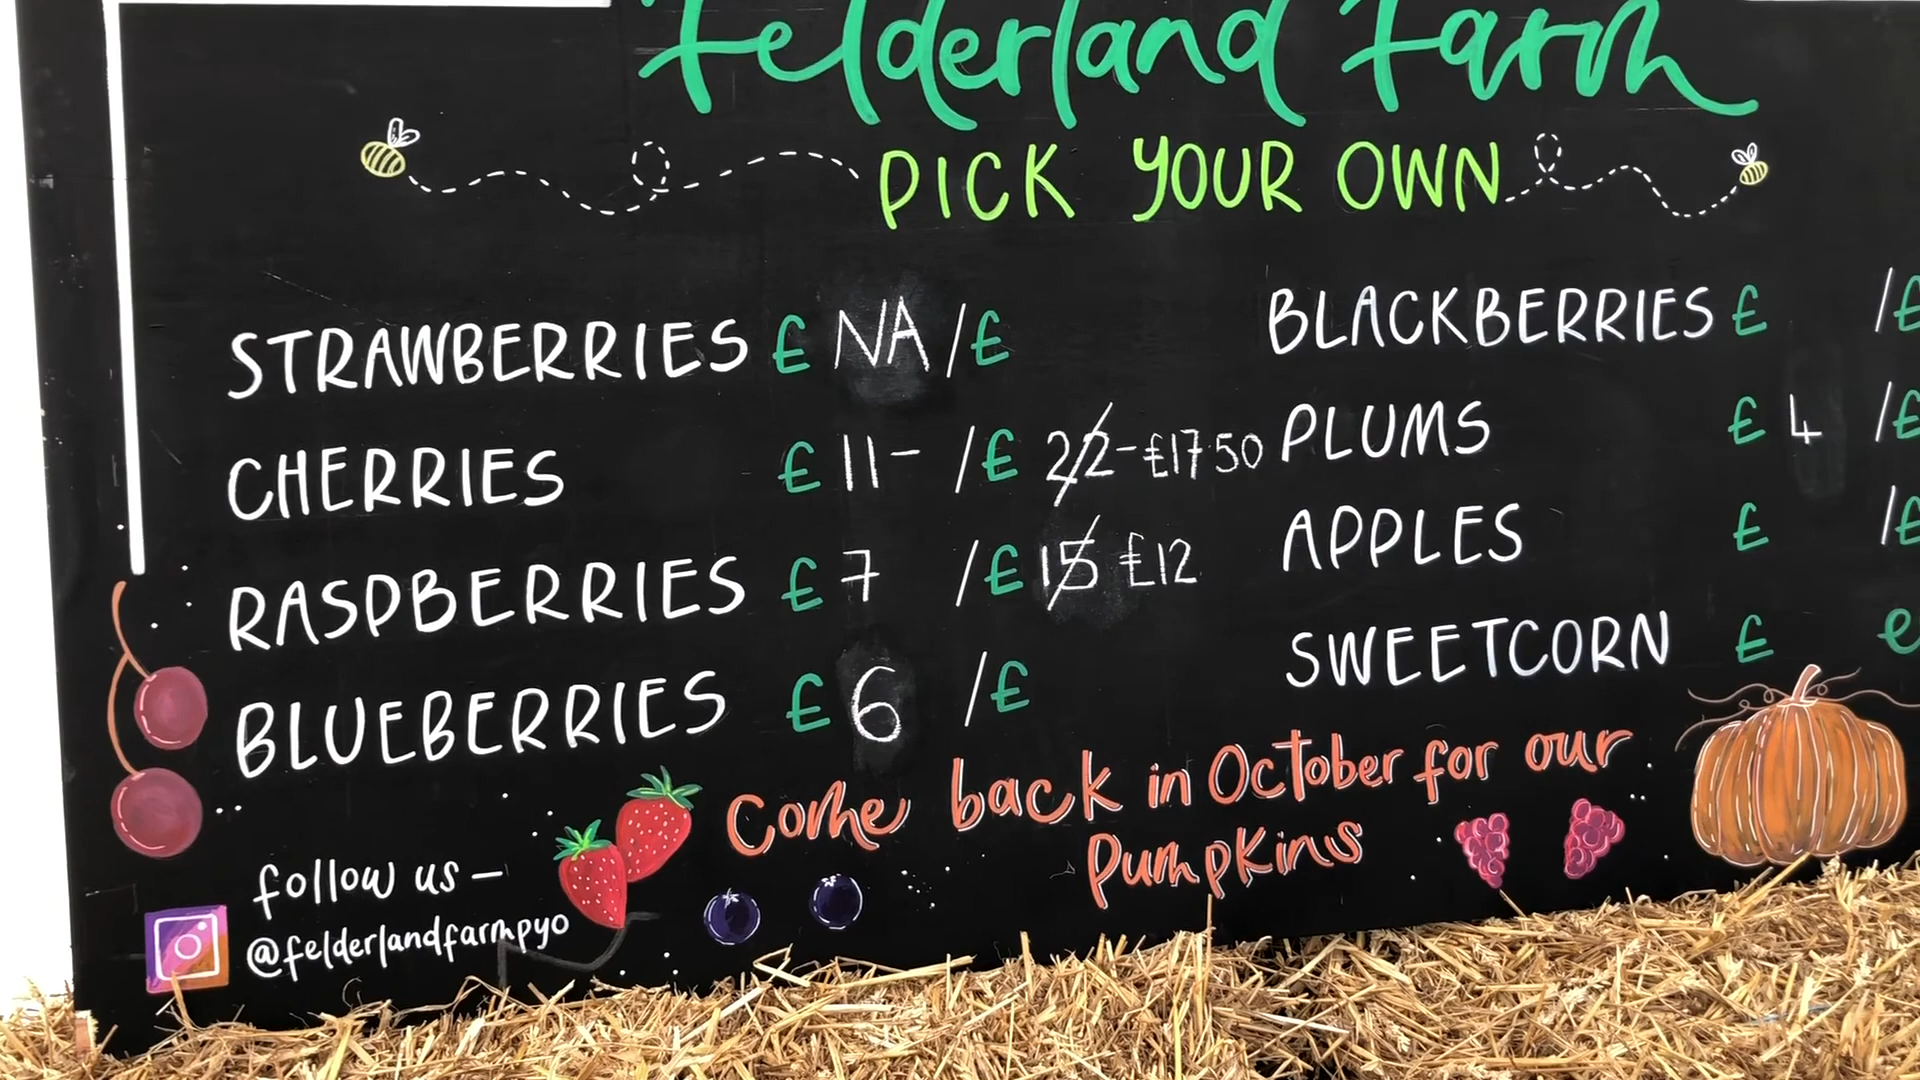 Felderland Farm
PICK YOUR OWN
STRAWBERRIES £ NA /£
CHERRIES £ 11- /£ 22- £17 50
RASPBERRIES £ 7 /£ 15 £12
BLUEBERRIES £ 6 /£
BLACKBERRIES £ /£
PLUMS £ 4 /£
APPLES £ /£
SWEETCORN £ e
Come back in October for our
Pumpkins
follow us –
@felderlandfarmpyo